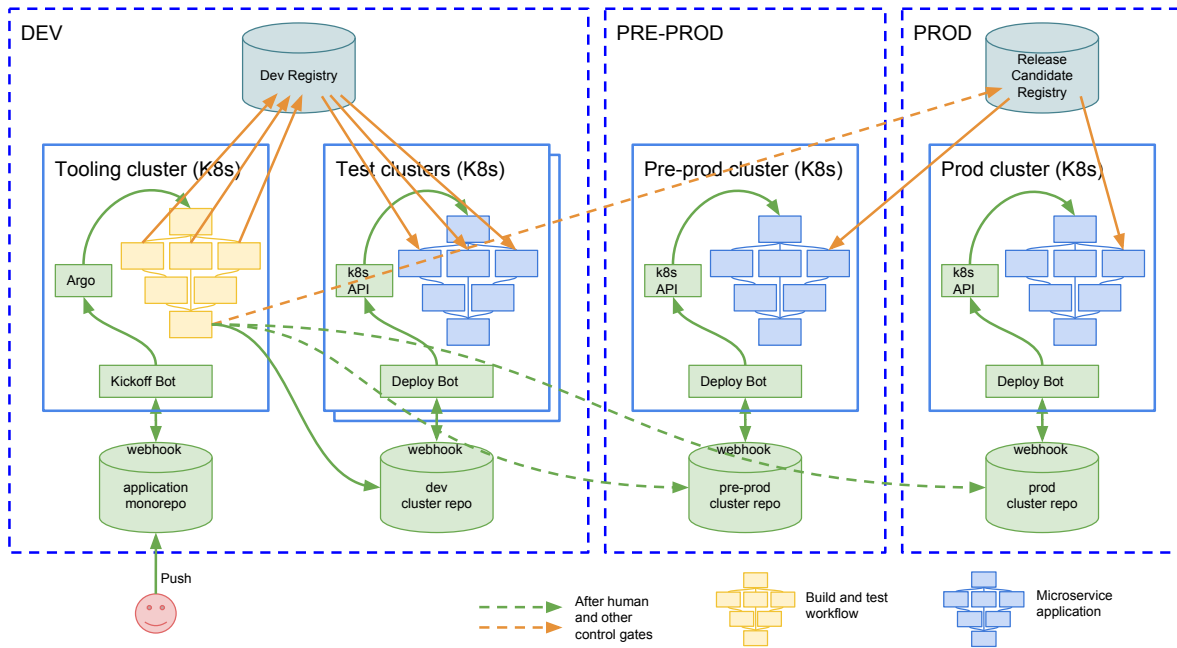 DEV
PRE-PROD
PROD
Dev Registry
Release
Candidate
Registry
Tooling cluster (K8s)
Test clusters (K8s)
Pre-prod cluster (K8s)
Prod cluster (K8s)
Argo
k8s
API
k8s
API
k8s
API
Kickoff Bot
Deploy Bot
Deploy Bot
Deploy Bot
webhook
webhook
webhook
webhook
application
monorepo
dev
cluster repo
pre-prod
cluster repo
prod
cluster repo
Push
After human
and other
control gates
Build and test
workflow
Microservice
application